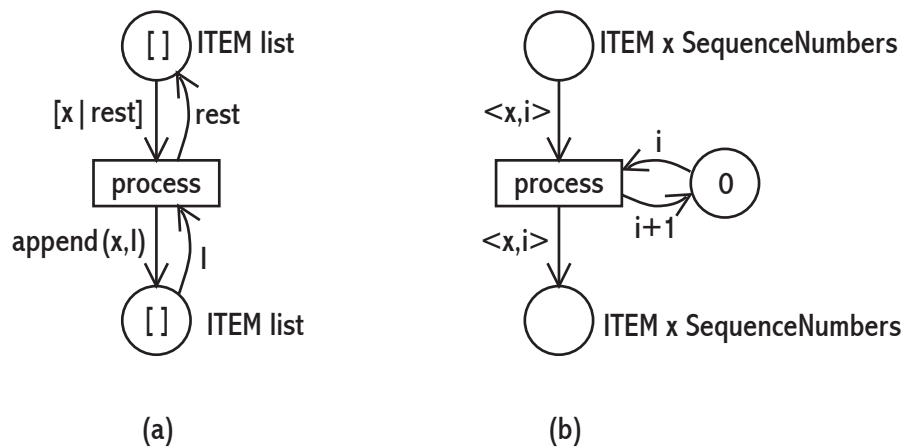 [ ] ITEM list
[x | rest] rest
process
append (x,l) l
[ ] ITEM list
(a)
ITEM x SequenceNumbers
<x,i>
i
process 0
i+1
<x,i>
ITEM x SequenceNumbers
(b)